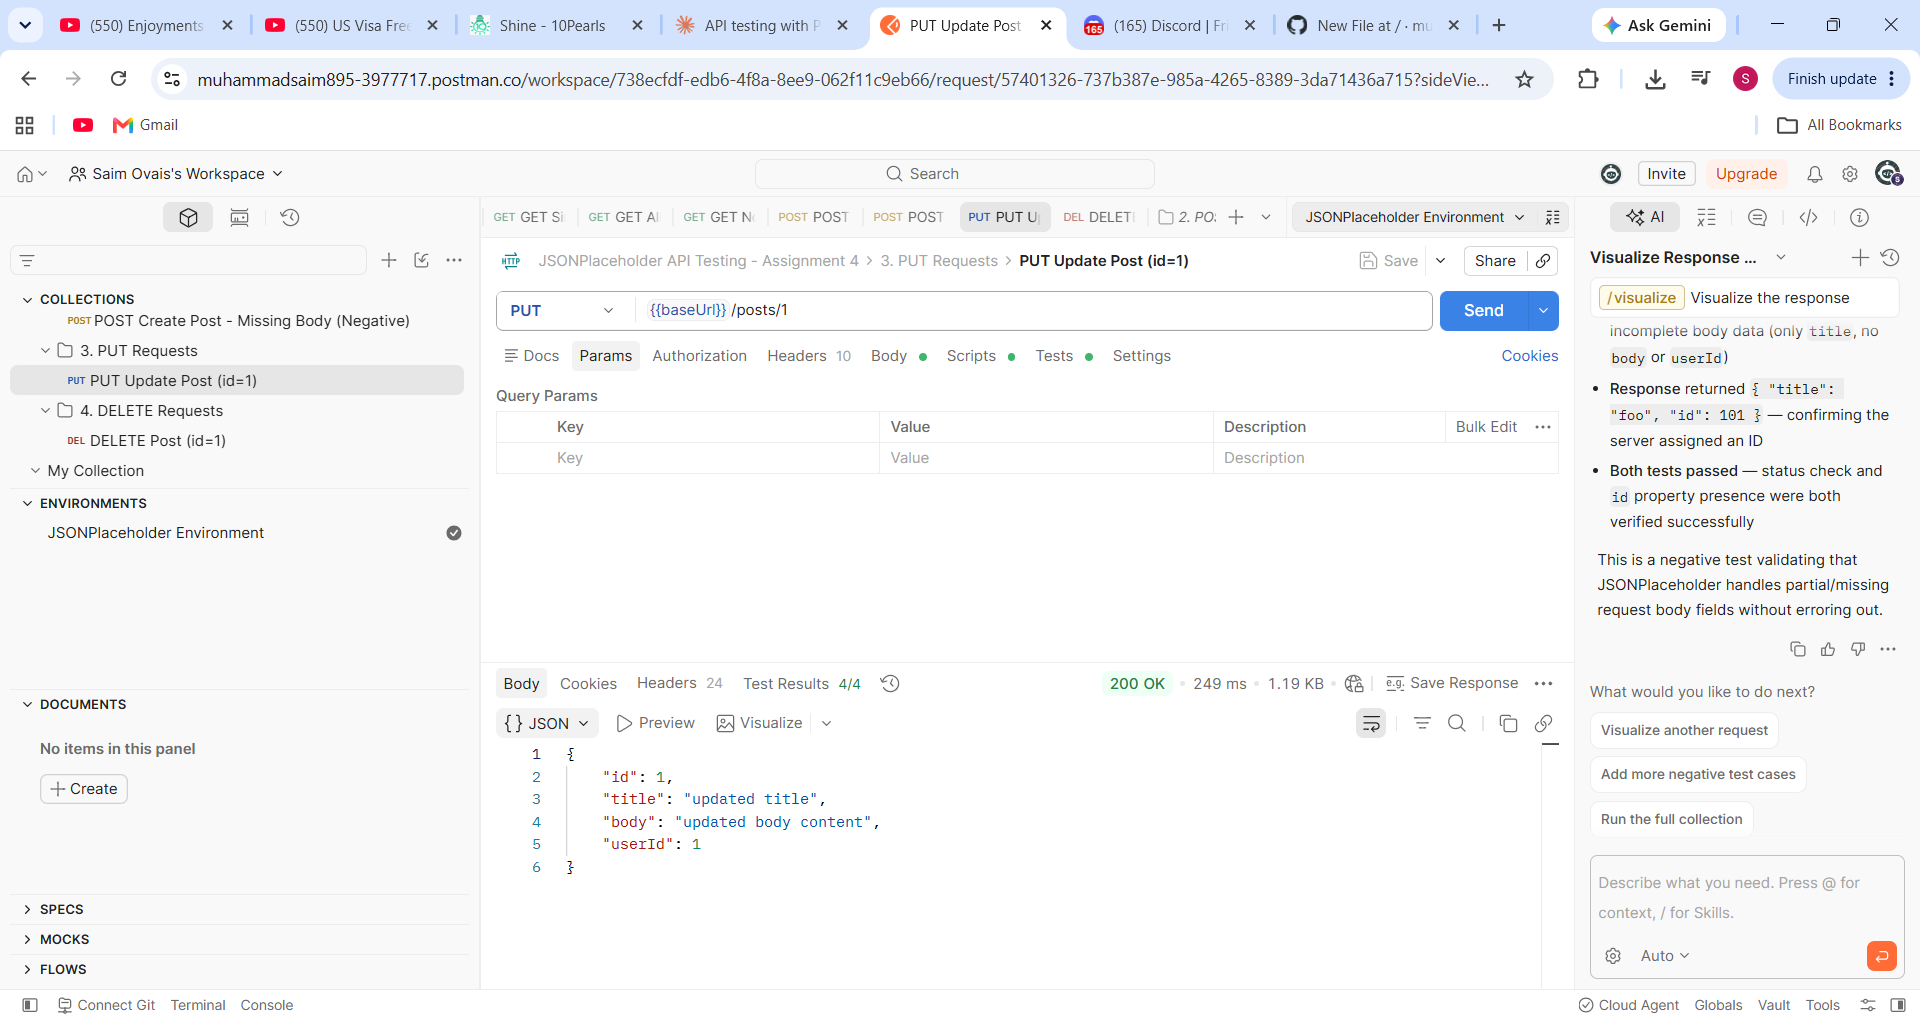 (550) Enjoyments
(550) US Visa Free
Shine - 10Pearls
API testing with P
PUT Update Post
(165) Discord | Fri
New File at / · mu
Ask Gemini
muhammadsaim895-3977717.postman.co/workspace/738ecfdf-edb6-4f8a-8ee9-062f11c9eb66/request/57401326-737b387e-985a-4265-8389-3da71436a715?sideVie...
S
Finish update
Gmail
All Bookmarks
Saim Ovais's Workspace
Search
Invite
Upgrade
GET GET Si
GET GET A
GET GET N
POST POST
POST POST
PUT PUT U
DEL DELETE
2. PO
JSONPlaceholder Environment
AI
COLLECTIONS
POST POST Create Post - Missing Body (Negative)
3. PUT Requests
PUT PUT Update Post (id=1)
4. DELETE Requests
DEL DELETE Post (id=1)
My Collection
ENVIRONMENTS
JSONPlaceholder Environment
DOCUMENTS
No items in this panel
Create
SPECS
MOCKS
FLOWS
HTTP JSONPlaceholder API Testing - Assignment 4 > 3. PUT Requests > PUT Update Post (id=1)
Save
Share
PUT
{{baseUrl}} /posts/1
Send
Docs Params Authorization Headers 10 Body Scripts Tests Settings
Cookies
Query Params
Key Value Description Bulk Edit
Key Value Description
Body Cookies Headers 24 Test Results 4/4
200 OK • 249 ms • 1.19 KB
e.g. Save Response
{} JSON Preview Visualize
1 {
2 "id": 1,
3 "title": "updated title",
4 "body": "updated body content",
5 "userId": 1
6 }
Visualize Response ...
/visualize Visualize the response
incomplete body data (only title, no
body or userId)
• Response returned { "title":
"foo", "id": 101 } — confirming the
server assigned an ID
• Both tests passed — status check and
id property presence were both
verified successfully
This is a negative test validating that
JSONPlaceholder handles partial/missing
request body fields without erroring out.
What would you like to do next?
Visualize another request
Add more negative test cases
Run the full collection
Describe what you need. Press @ for
context, / for Skills.
Auto
Connect Git
Terminal
Console
Cloud Agent
Globals
Vault
Tools